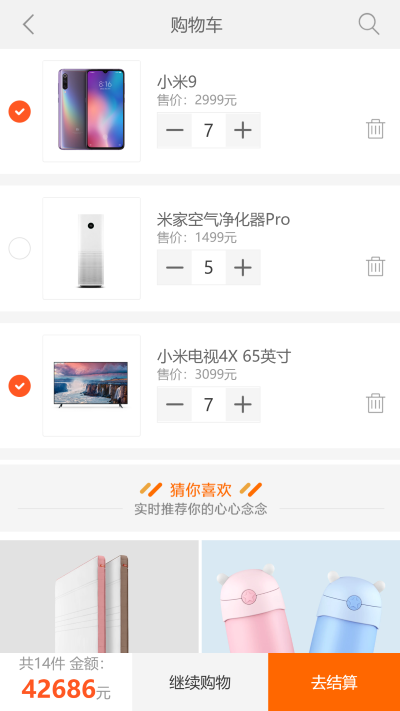 购物车
8:16
小米9
售价：2999元
7
米家空气净化器Pro
售价：1499元
5
小米电视4X 65英寸
售价：3099元
7
猜你喜欢
实时推荐你的心心念念
共14件 金额：
42686元
继续购物
去结算